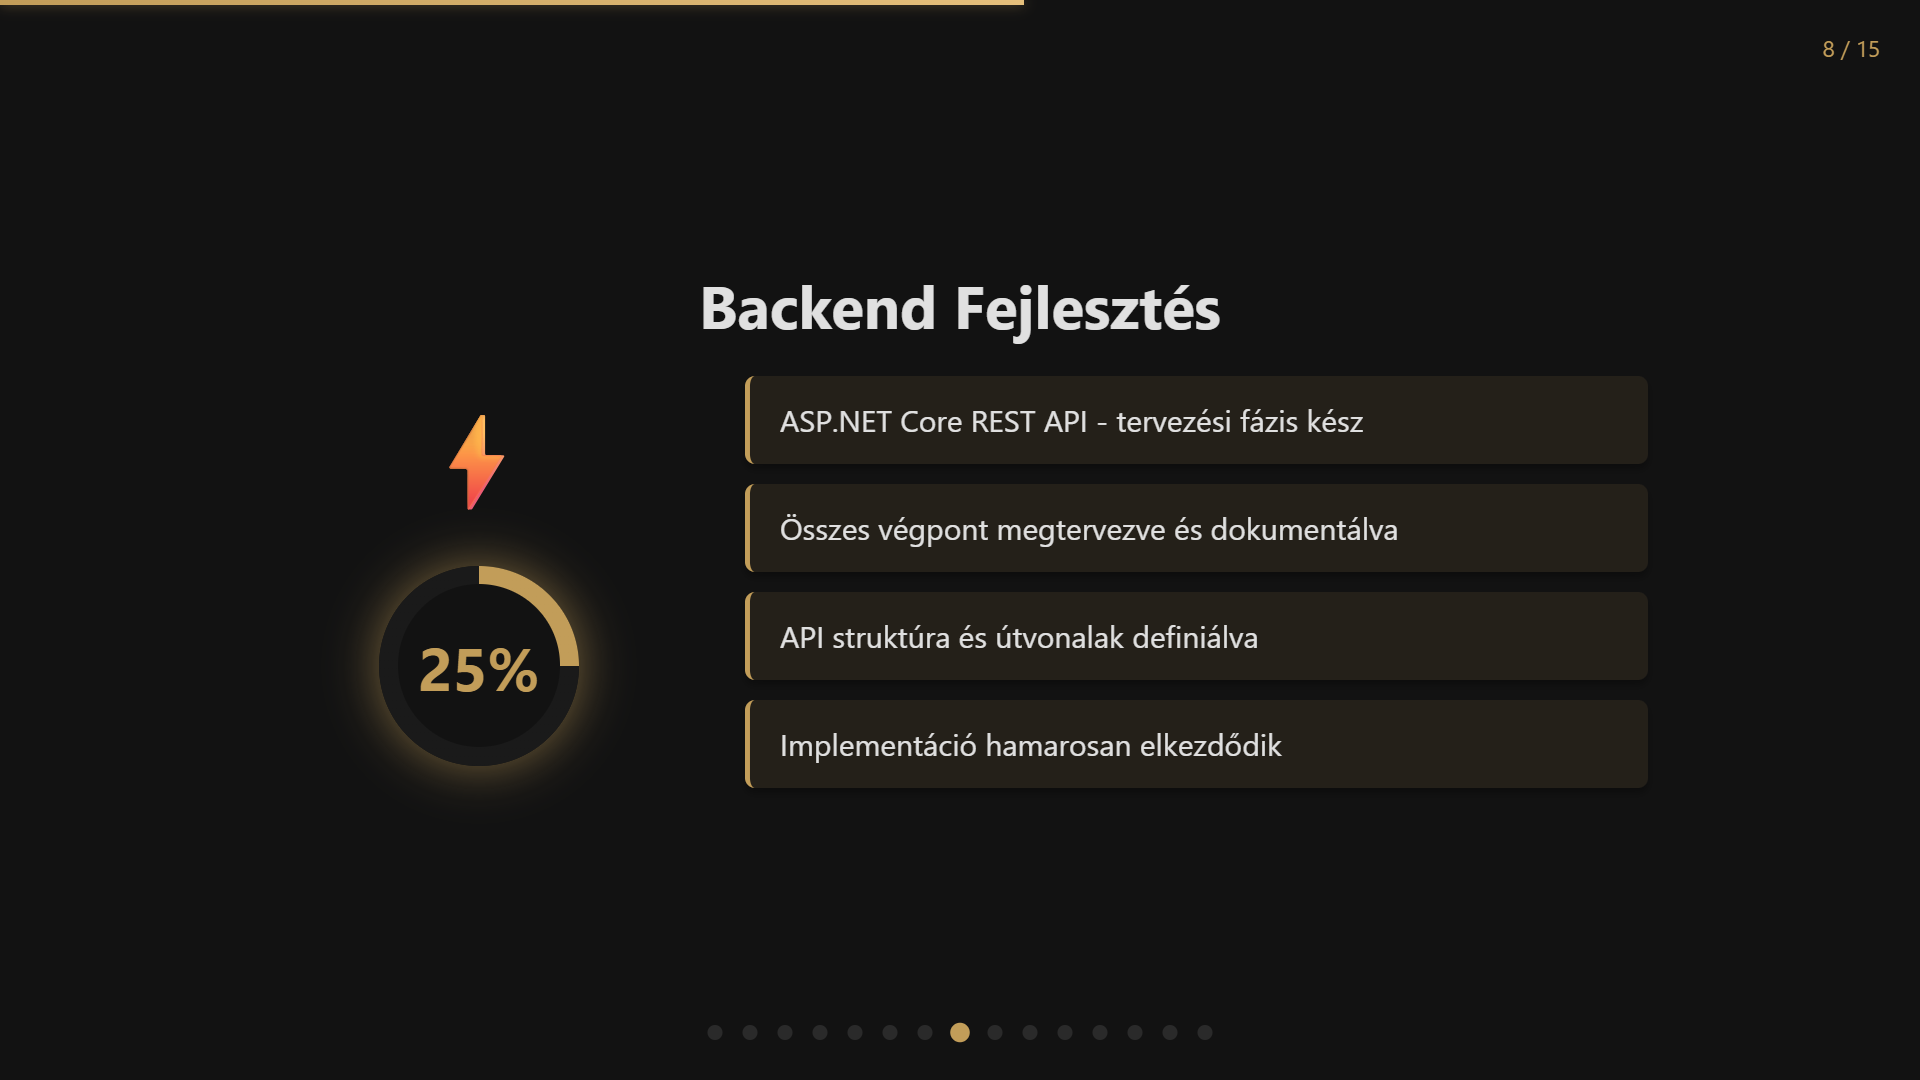 8 / 15
Backend Fejlesztés
25%
ASP.NET Core REST API - tervezési fázis kész
Összes végpont megtervezve és dokumentálva
API struktúra és útvonalak definiálva
Implementáció hamarosan elkezdődik